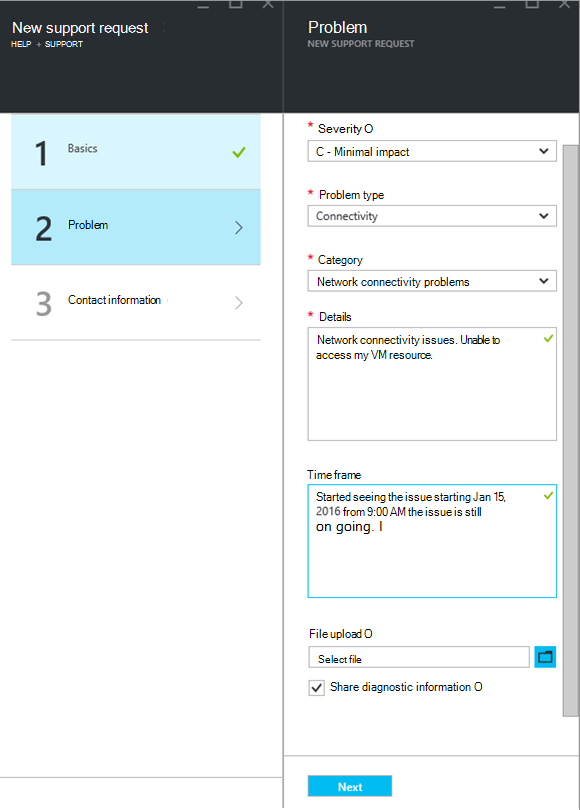 New support request
HELP + SUPPORT
1 Basics
2 Problem
3 Contact information
Problem
NEW SUPPORT REQUEST
* Severity O
C - Minimal impact
* Problem type
Connectivity
* Category
Network connectivity problems
* Details
Network connectivity issues. Unable to
access my VM resource.
Time frame
Started seeing the issue starting Jan 15,
2016 from 9:00 AM the issue is still
on going. I
File upload O
Select file
Share diagnostic information O
Next